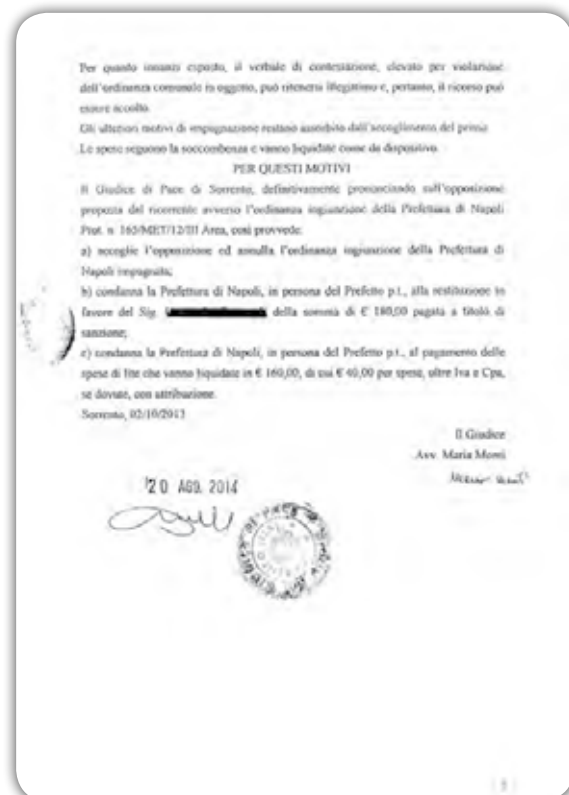 Per quanto innanzi esposto, il verbale di contestazione, elevato per violazione
dell'ordinanza comunale in oggetto, può ritenersi illegittimo e, pertanto, il ricorso può
essere accolto.
Gli ulteriori motivi di impugnazione restano assorbito dall'accoglimento del primo.
Le spese seguono la soccombenza e vanno liquidate come da dispositivo.
PER QUESTI MOTIVI
Il Giudice di Pace di Sorrento, definitivamente pronunciando sull'opposizione
proposta dal ricorrente avverso l'ordinanza ingiunzione della Prefettura di Napoli
Prot. n. 163/MET/12/III Area, così provvede:
a) accoglie l'opposizione ed annulla l'ordinanza ingiunzione della Prefettura di
Napoli impugnata;
b) condanna la Prefettura di Napoli, in persona del Prefetto p.t., alla restituzione in
favore del Sig. della somma di € 180,00 pagata a titolo di
sanzione;
c) condanna la Prefettura di Napoli, in persona del Prefetto p.t., al pagamento delle
spese di lite che vanno liquidate in € 160,00, di cui € 40,00 per spese, oltre Iva e Cpa,
se dovute, con attribuzione.
Sorrento, 02/10/2013
Il Giudice
Avv. Maria
20 AGO. 2014